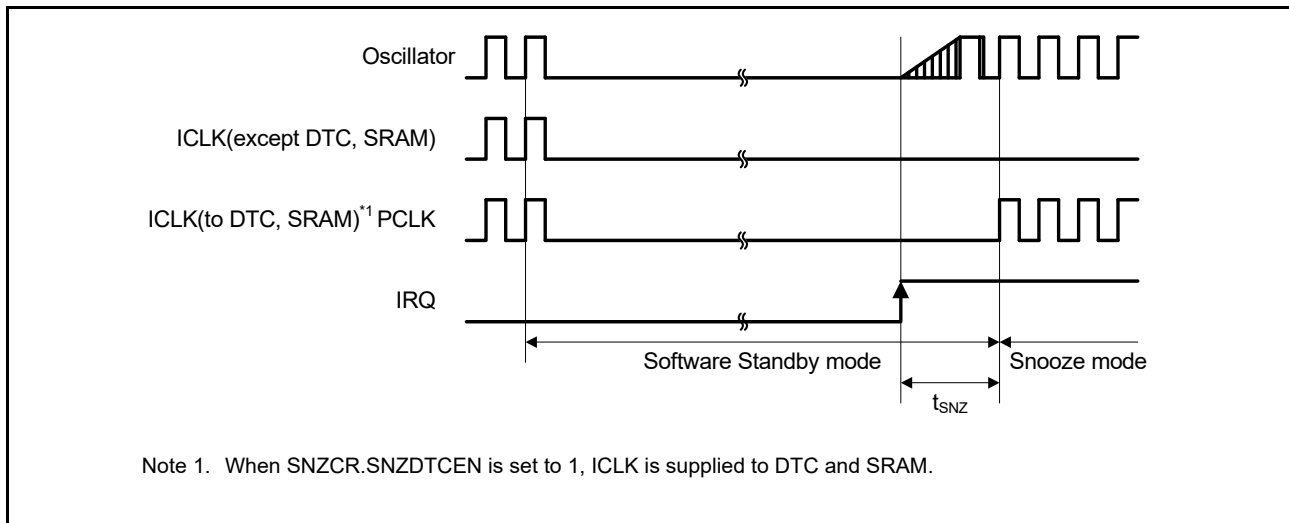 Oscillator
ICLK(except DTC, SRAM)
ICLK(to DTC, SRAM)*1 PCLK
IRQ
Software Standby mode
Snooze mode
tSNZ
Note 1. When SNZCR.SNZDTCEN is set to 1, ICLK is supplied to DTC and SRAM.